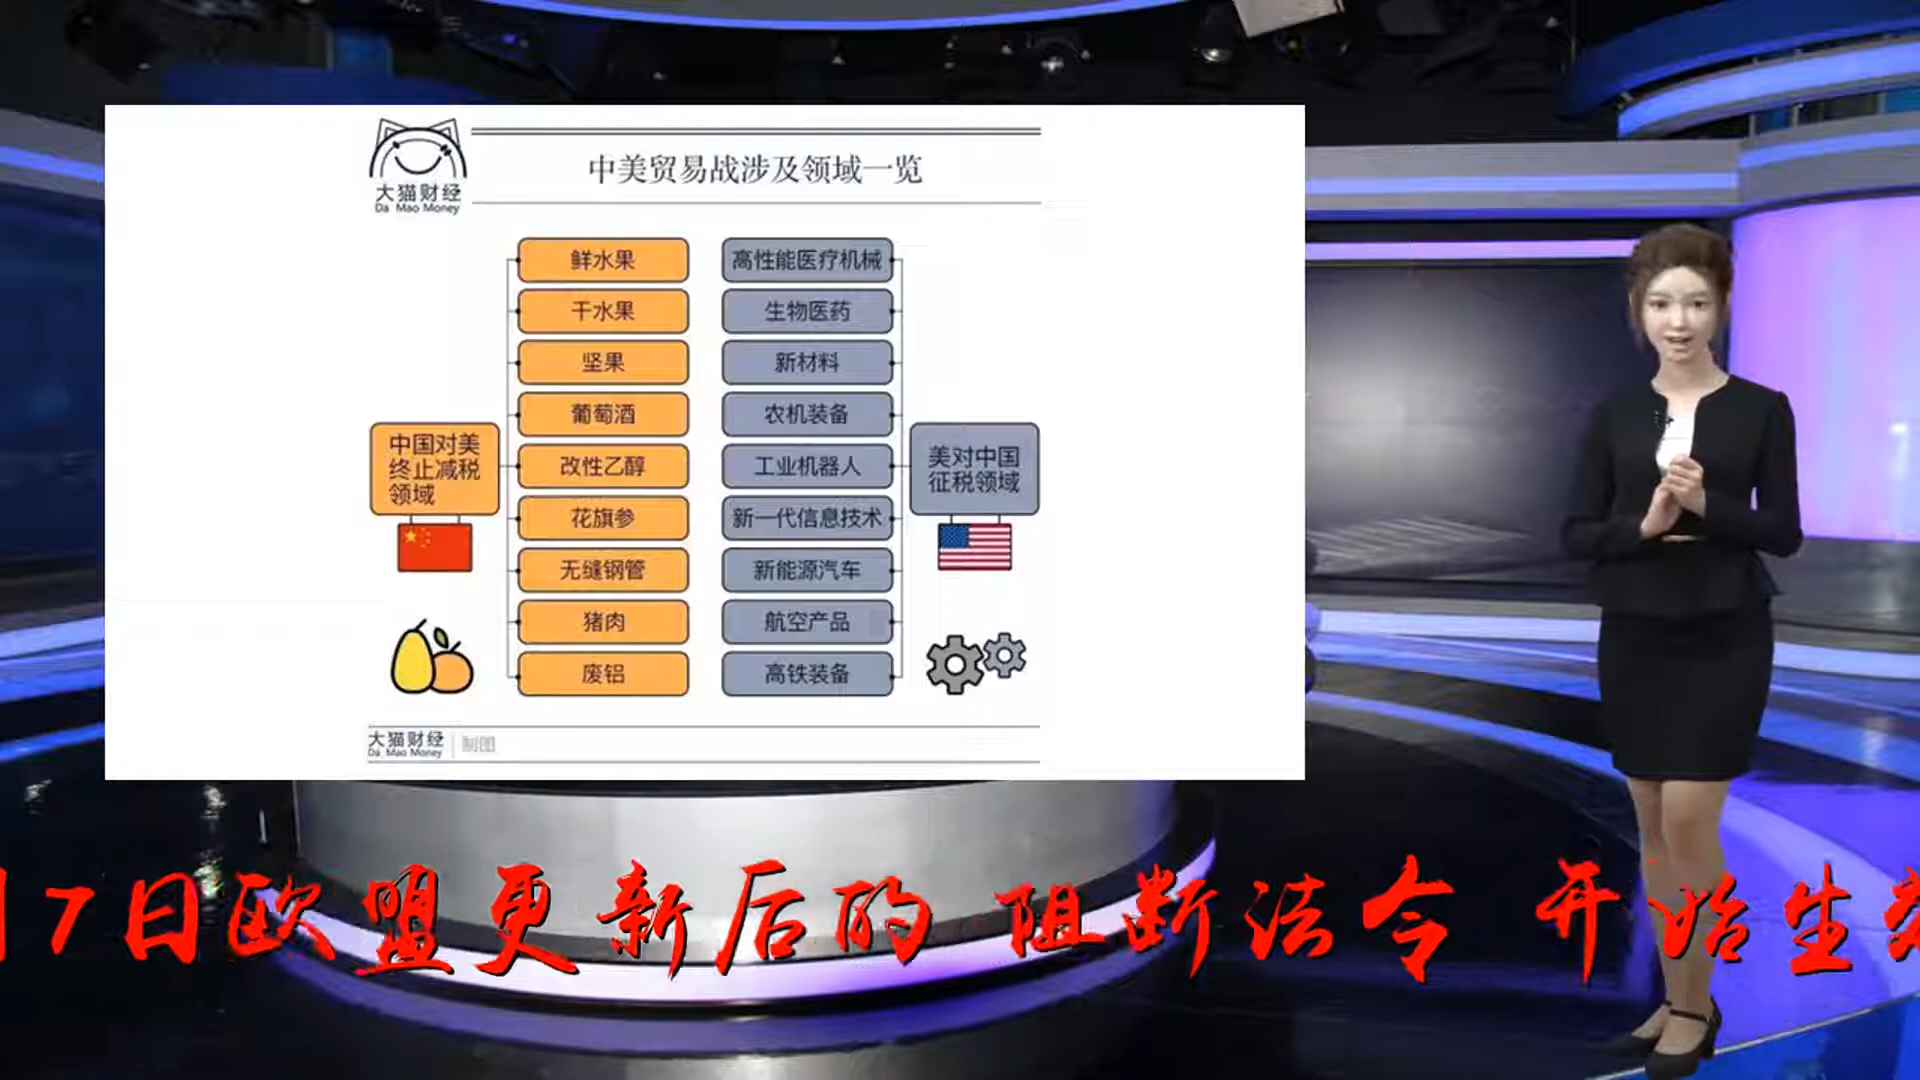 大猫财经
Da Mao Money
中美贸易战涉及领域一览
中国对美
终止减税
领域
鲜水果
干水果
坚果
葡萄酒
改性乙醇
花旗参
无缝钢管
猪肉
废铝
高性能医疗机械
生物医药
新材料
农机装备
工业机器人
新一代信息技术
新能源汽车
航空产品
高铁装备
美对中国
征税领域
大猫财经
Da Mao Money
制图
7日欧盟更新后的 阻断法令 开始生